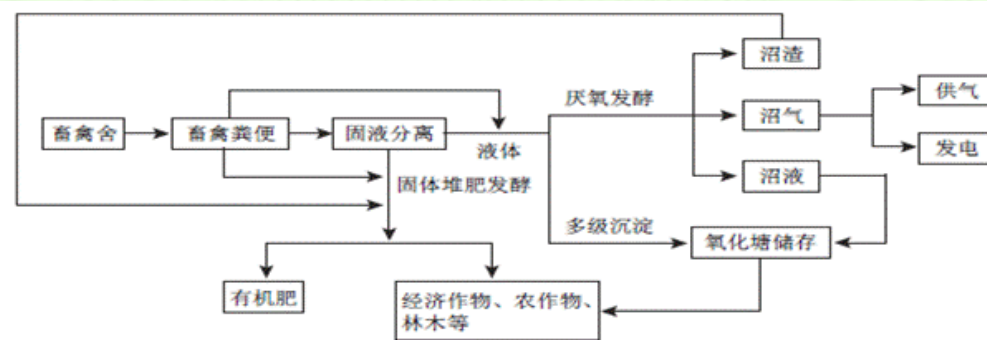 沼渣
供气
厌氧发酵
畜禽舍
畜禽粪便
固液分离
沼气
液体
发电
固体堆肥发酵
沼液
多级沉淀
氧化塘储存
有机肥
经济作物、农作物、
林木等